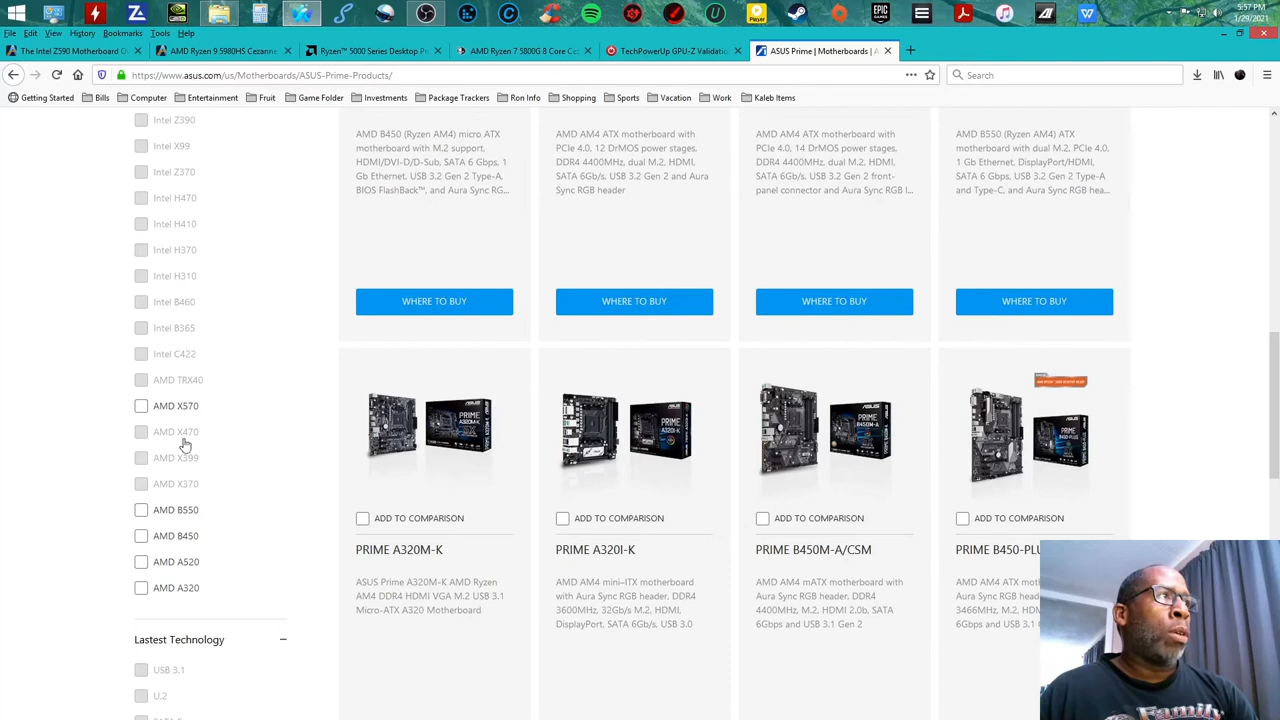 5:57 PM
1/29/2021
File Edit View History Bookmarks Tools Help
The Intel Z590 Motherboard Ov
AMD Ryzen 9 5980HS Cezanne
Ryzen™ 5000 Series Desktop Pr
AMD Ryzen 7 5800G 8 Core Cez
TechPowerUp GPU-Z Validation
ASUS Prime | Motherboards | A
https://www.asus.com/us/Motherboards/ASUS-Prime-Products/
Search
Getting Started Bills Computer Entertainment Fruit Game Folder Investments Package Trackers Ron Info Shopping Sports Vacation Work Kaleb Items
Intel Z390
Intel X99
Intel Z370
Intel H470
Intel H410
Intel H370
Intel H310
Intel B460
Intel B365
Intel C422
AMD TRX40
AMD X570
AMD X470
AMD X399
AMD X370
AMD B550
AMD B450
AMD A520
AMD A320
Lastest Technology
USB 3.1
U.2
AMD B450 (Ryzen AM4) micro ATX
motherboard with M.2 support,
HDMI/DVI-D/D-Sub, SATA 6 Gbps, 1
Gb Ethernet, USB 3.2 Gen 2 Type-A,
BIOS FlashBack™, and Aura Sync RG...
WHERE TO BUY
AMD AM4 ATX motherboard with
PCIe 4.0, 12 DrMOS power stages,
DDR4 4400MHz, dual M.2, HDMI,
SATA 6Gb/s, USB 3.2 Gen 2 and Aura
Sync RGB header
WHERE TO BUY
AMD AM4 ATX motherboard with
PCIe 4.0, 14 DrMOS power stages,
DDR4 4400MHz, dual M.2, HDMI,
SATA 6Gb/s, USB 3.2 Gen 2 front-
panel connector and Aura Sync RGB l...
WHERE TO BUY
AMD B550 (Ryzen AM4) ATX
motherboard with dual M.2, PCIe 4.0,
1 Gb Ethernet, DisplayPort/HDMI,
SATA 6 Gbps, USB 3.2 Gen 2 Type-A
and Type-C, and Aura Sync RGB hea...
WHERE TO BUY
ADD TO COMPARISON
PRIME A320M-K
ASUS Prime A320M-K AMD Ryzen
AM4 DDR4 HDMI VGA M.2 USB 3.1
Micro-ATX A320 Motherboard
ADD TO COMPARISON
PRIME A320I-K
AMD AM4 mini-ITX motherboard
with Aura Sync RGB header, DDR4
3600MHz, 32Gb/s M.2, HDMI,
DisplayPort, SATA 6Gb/s, USB 3.0
ADD TO COMPARISON
PRIME B450M-A/CSM
AMD AM4 mATX motherboard with
Aura Sync RGB header, DDR4
4400MHz, M.2, HDMI 2.0b, SATA
6Gbps and USB 3.1 Gen 2
ADD TO COMPARISON
PRIME B450-PLU
AMD AM4 ATX
Aura Sync RGB
3466MHz, M.2
6Gb/s and US
Family